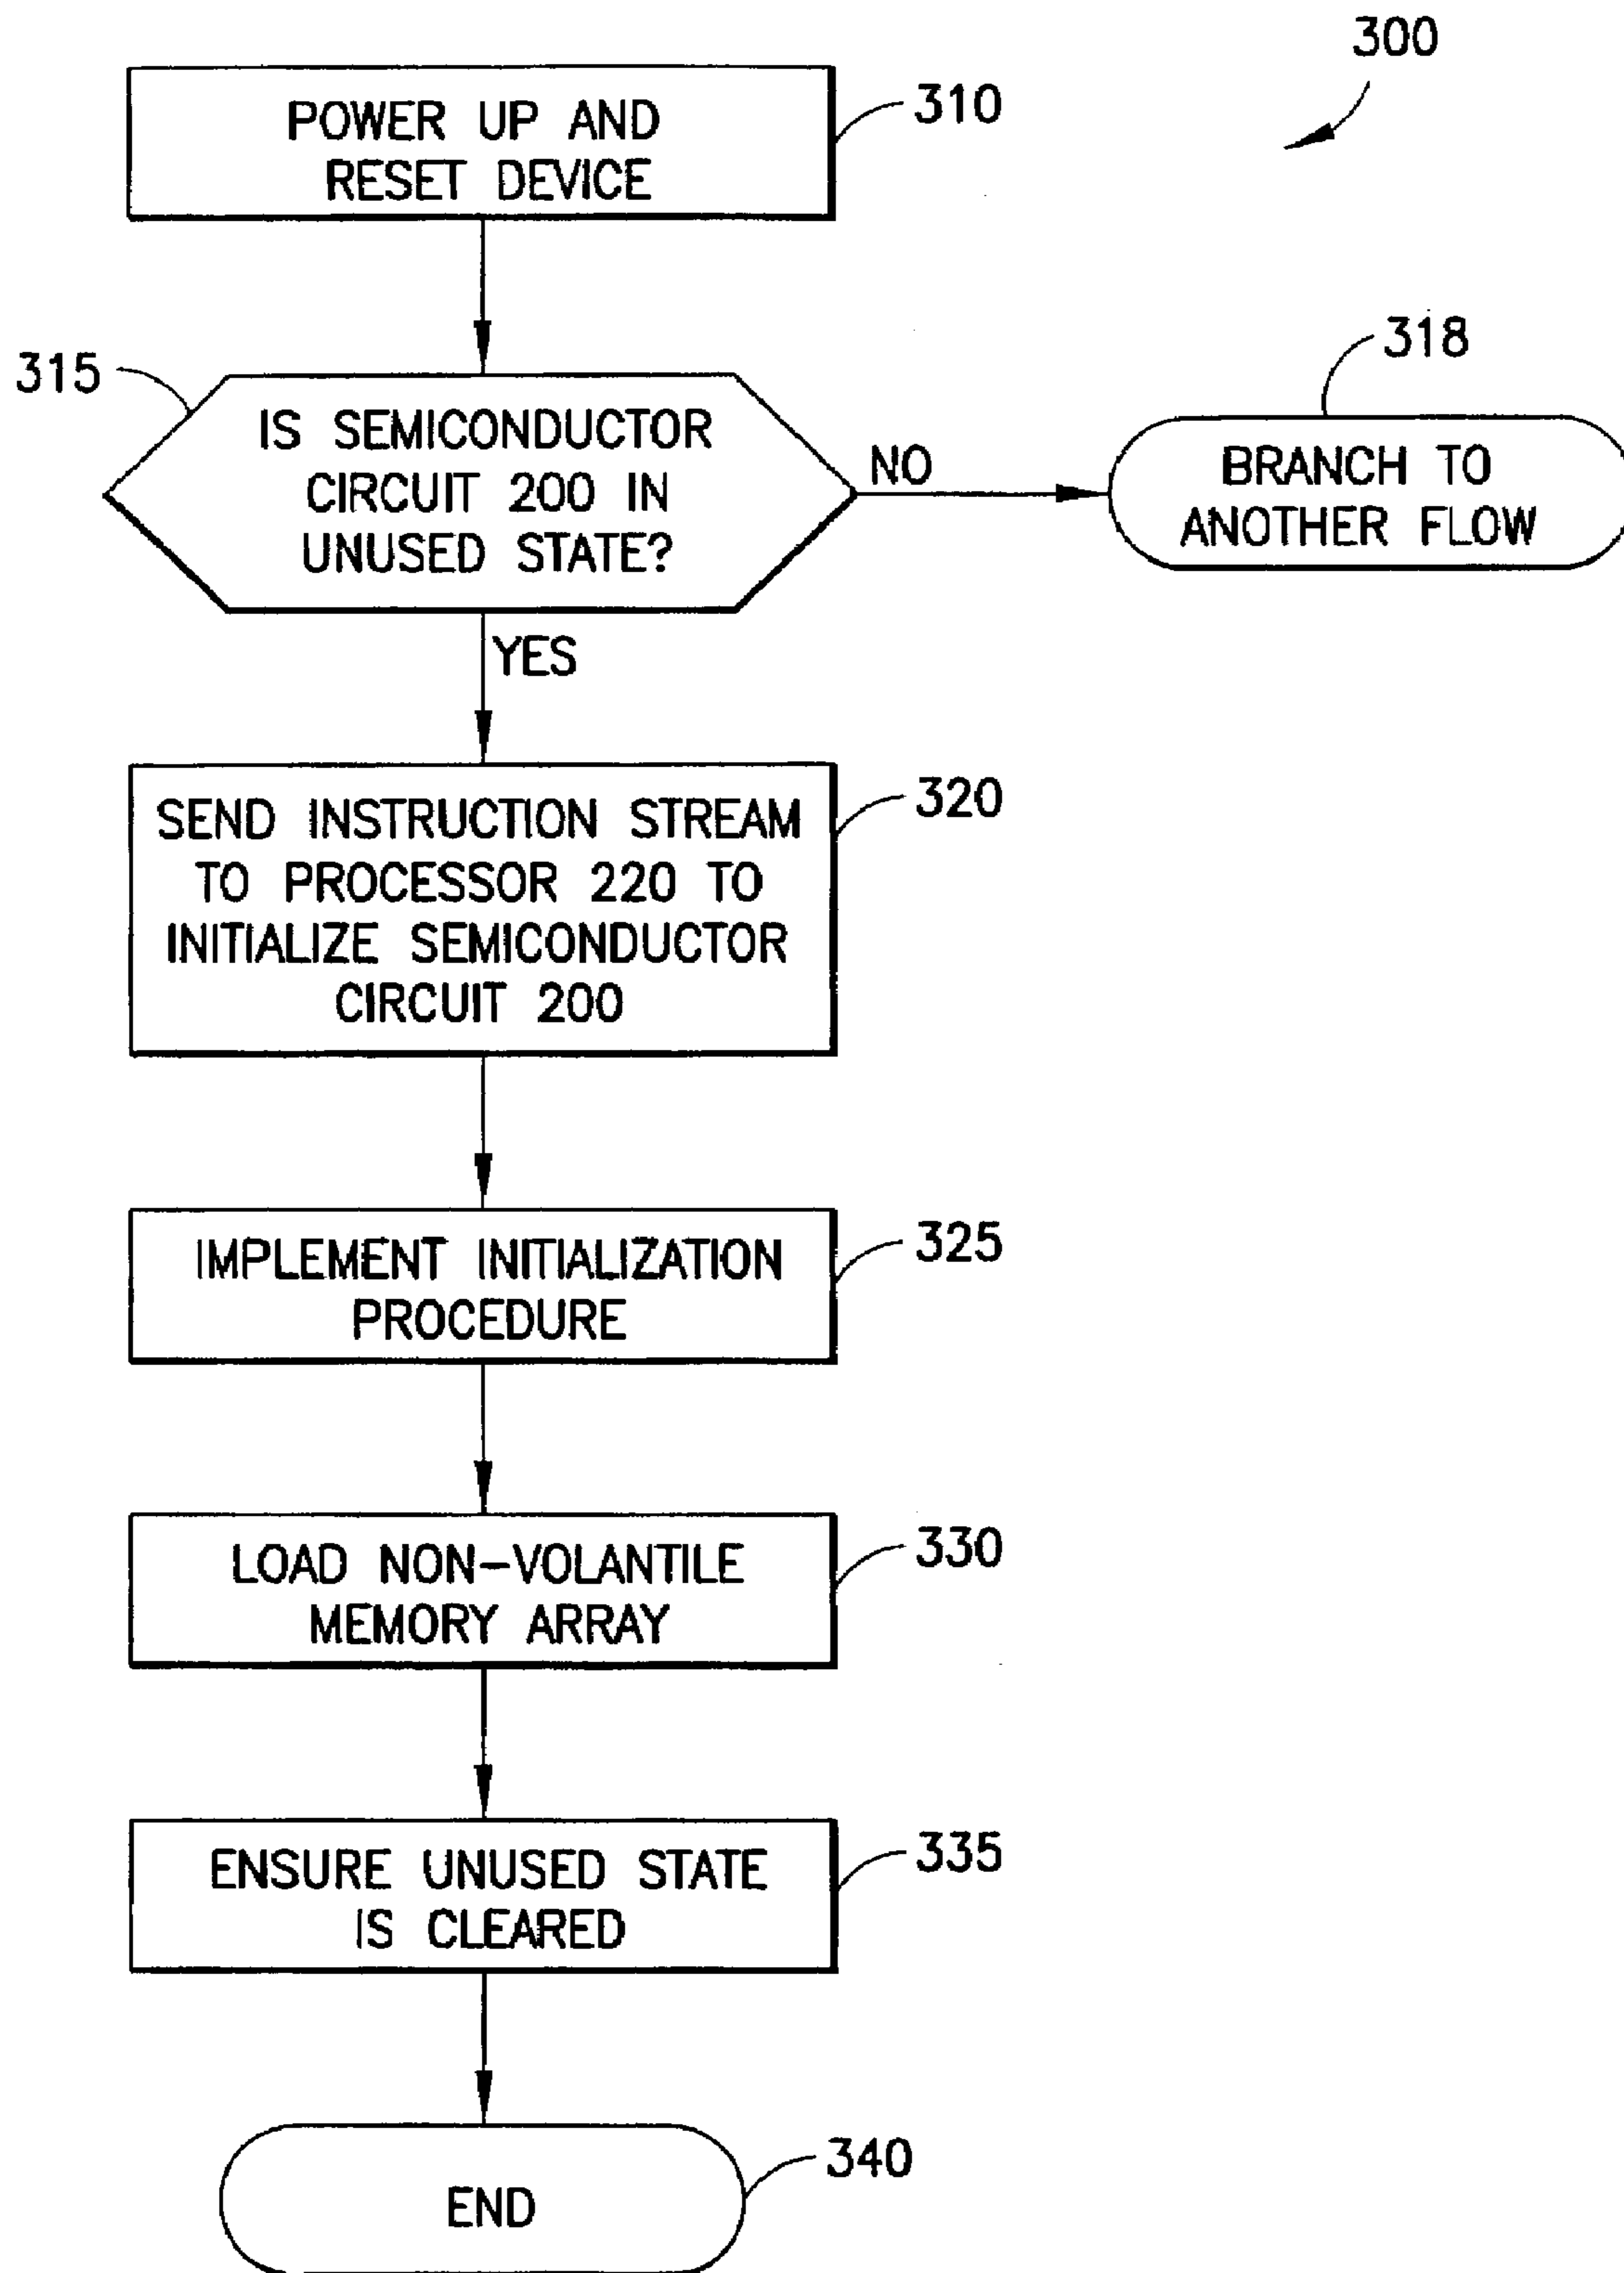 300
POWER UP AND
RESET DEVICE
310
315
IS SEMICONDUCTOR
CIRCUIT 200 IN
UNUSED STATE?
NO
318
BRANCH TO
ANOTHER FLOW
YES
SEND INSTRUCTION STREAM
TO PROCESSOR 220 TO
INITIALIZE SEMICONDUCTOR
CIRCUIT 200
320
IMPLEMENT INITIALIZATION
PROCEDURE
325
LOAD NON-VOLANTILE
MEMORY ARRAY
330
ENSURE UNUSED STATE
IS CLEARED
335
END
340